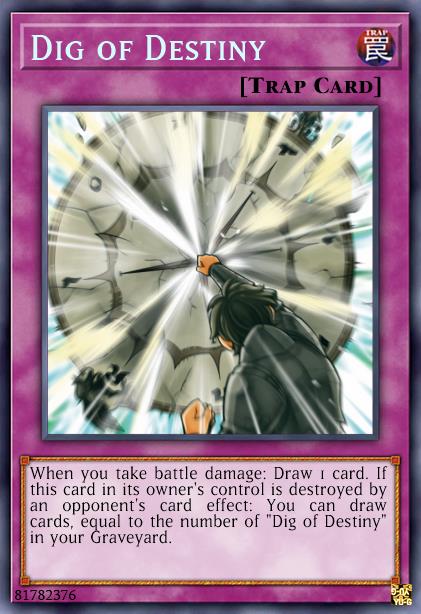 Dig of Destiny
TRAP
罠
[Trap Card]
When you take battle damage: Draw 1 card. If
this card in its owner's control is destroyed by
an opponent's card effect: You can draw
cards, equal to the number of "Dig of Destiny"
in your Graveyard.
81782376